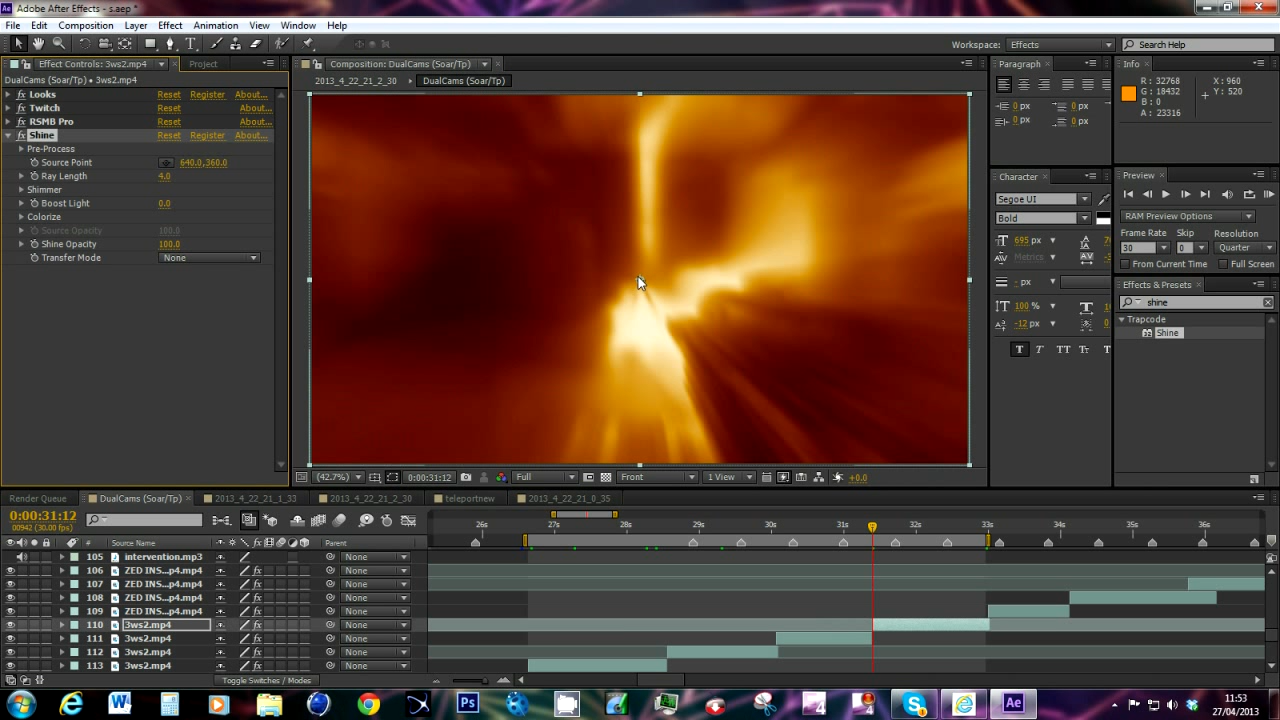 Adobe After Effects - s.aep *
File Edit Composition Layer Effect Animation View Window Help
Workspace: Effects Search Help
Effect Controls: 3ws2.mp4 Project
DualCams (Soar/Tp) • 3ws2.mp4
Looks Reset Register About...
Twitch Reset About...
RSMB Pro Reset About...
Shine Reset Register About...
Pre-Process
Source Point 640.0,360.0
Ray Length 4.0
Shimmer
Boost Light 0.0
Colorize
Source Opacity 100.0
Shine Opacity 100.0
Transfer Mode None
Composition: DualCams (Soar/Tp)
2013_4_22_21_2_30 DualCams (Soar/Tp)
(42.7%) 0:00:31:12 Full Front 1 View +0.0
Paragraph
0 px 0 px
0 px 0 px
Character
Segoe UI
Bold
695 px
Metrics
- px
100 %
-12 px
T T TT Tr
Info
R : 32768 X : 960
G : 18432 Y : 520
B : 0
A : 23316
Preview
RAM Preview Options
Frame Rate Skip Resolution
30 0 Quarter
From Current Time Full Screen
Effects & Presets
shine
Trapcode
Shine
Render Queue DualCams (Soar/Tp) 2013_4_22_21_1_33 2013_4_22_21_2_30 teleportnew 2013_4_22_21_0_35
0:00:31:12
00942 (30.00 fps)
26s 27s 28s 29s 30s 31s 32s 33s 34s 35s 36s
# Source Name Parent
105 intervention.mp3 None
106 ZED INS...p4.mp4 None
107 ZED INS...p4.mp4 None
108 ZED INS...p4.mp4 None
109 ZED INS...p4.mp4 None
110 3ws2.mp4 None
111 3ws2.mp4 None
112 3ws2.mp4 None
113 3ws2.mp4 None
Toggle Switches / Modes
11:53
27/04/2013